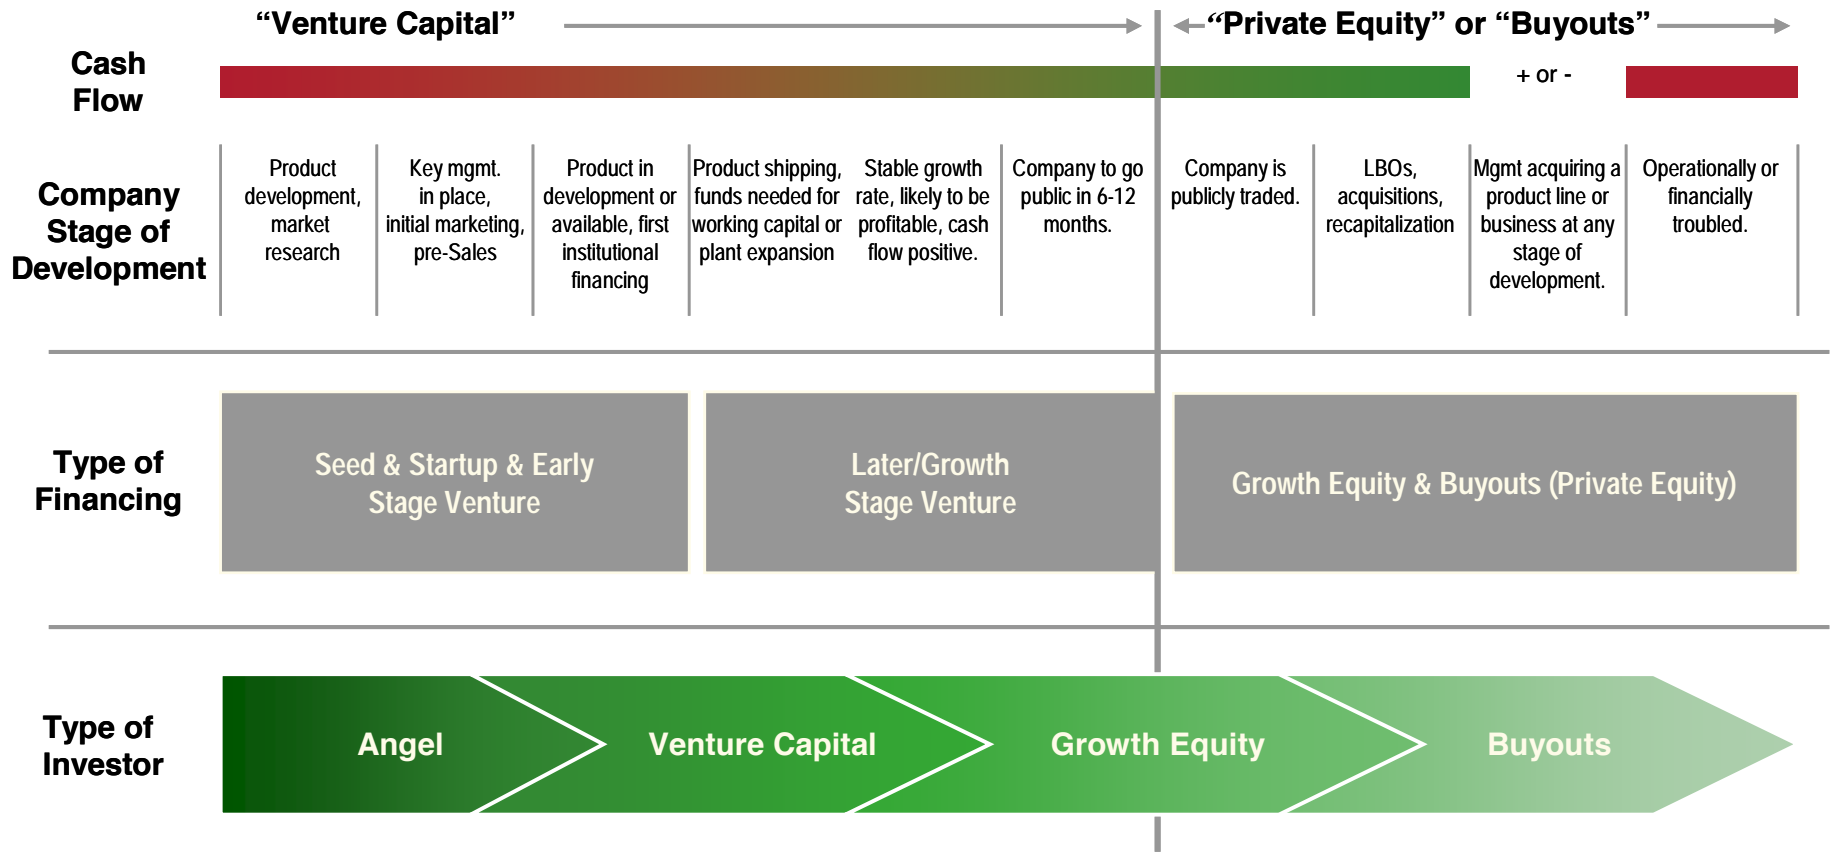 “Venture Capital”
“Private Equity” or “Buyouts”
Cash
Flow
+ or -
Company
Stage of
Development
Product
development,
market
research
Key mgmt.
in place,
initial marketing,
pre-Sales
Product in
development or
available, first
institutional
financing
Product shipping,
funds needed for
working capital or
plant expansion
Stable growth
rate, likely to be
profitable, cash
flow positive.
Company to go
public in 6-12
months.
Company is
publicly traded.
LBOs,
acquisitions,
recapitalization
Mgmt acquiring a
product line or
business at any
stage of
development.
Operationally or
financially
troubled.
Type of
Financing
Seed & Startup & Early
Stage Venture
Later/Growth
Stage Venture
Growth Equity & Buyouts (Private Equity)
Type of
Investor
Angel
Venture Capital
Growth Equity
Buyouts